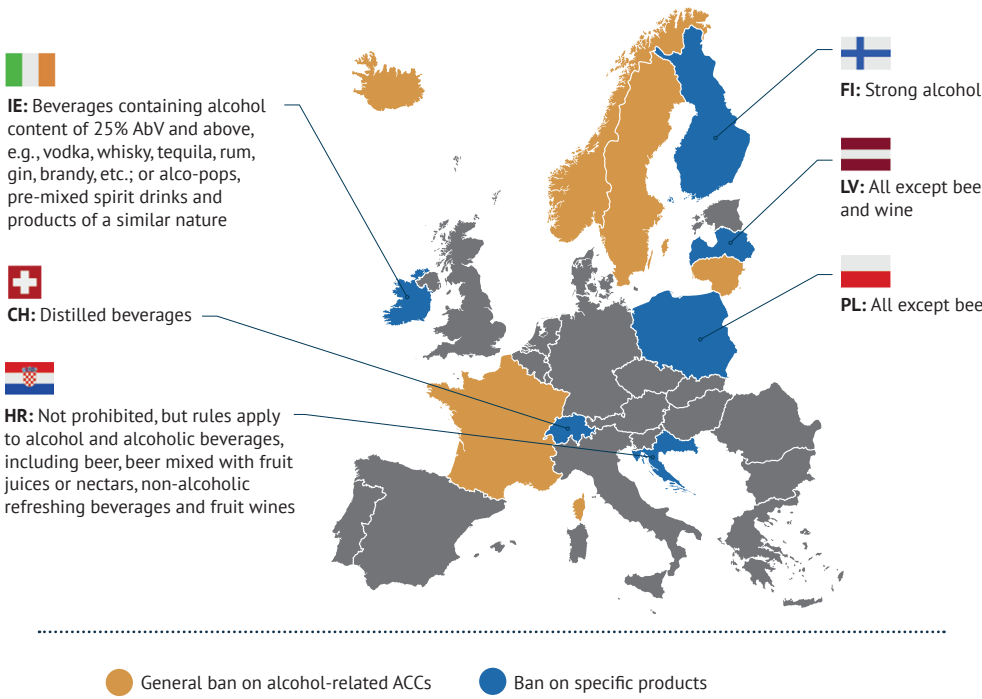 IE: Beverages containing alcohol
content of 25% AbV and above,
e.g., vodka, whisky, tequila, rum,
gin, brandy, etc.; or alco-pops,
pre-mixed spirit drinks and
products of a similar nature
CH: Distilled beverages
HR: Not prohibited, but rules apply
to alcohol and alcoholic beverages,
including beer, beer mixed with fruit
juices or nectars, non-alcoholic
refreshing beverages and fruit wines
FI: Strong alcohol
LV: All except bee
and wine
PL: All except bee
General ban on alcohol-related ACCs
Ban on specific products